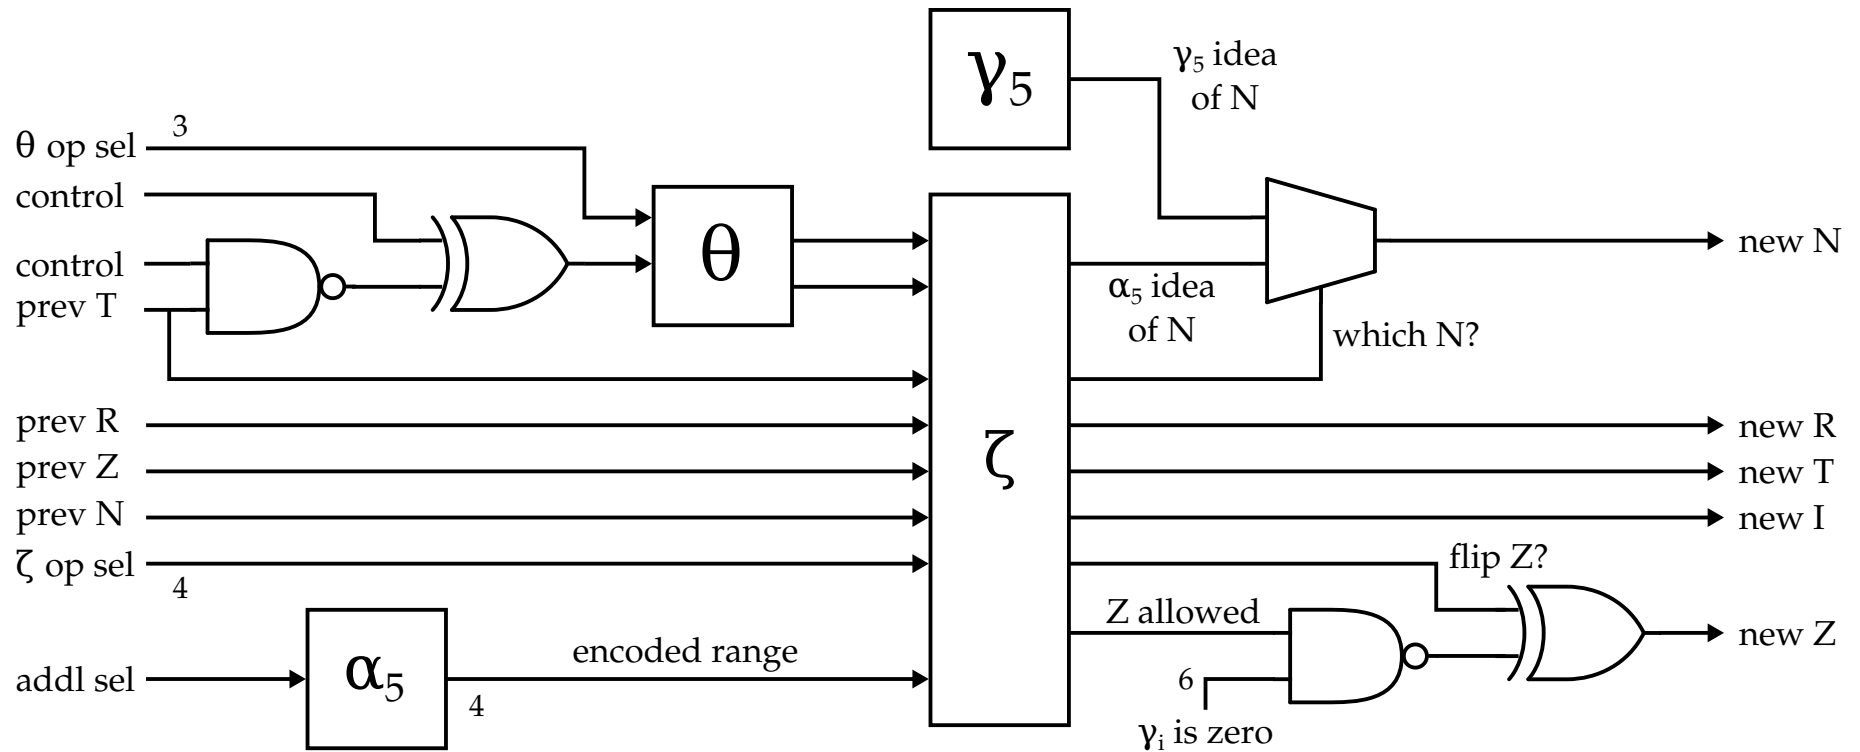 γ₅
γ₅ idea
of N
3
θ op sel
control
control
prev T
θ
α₅ idea
of N
which N?
new N
prev R
prev Z
prev N
ζ op sel
4
ζ
new R
new T
new I
flip Z?
Z allowed
new Z
addl sel
α₅
encoded range
4
6
γᵢ is zero